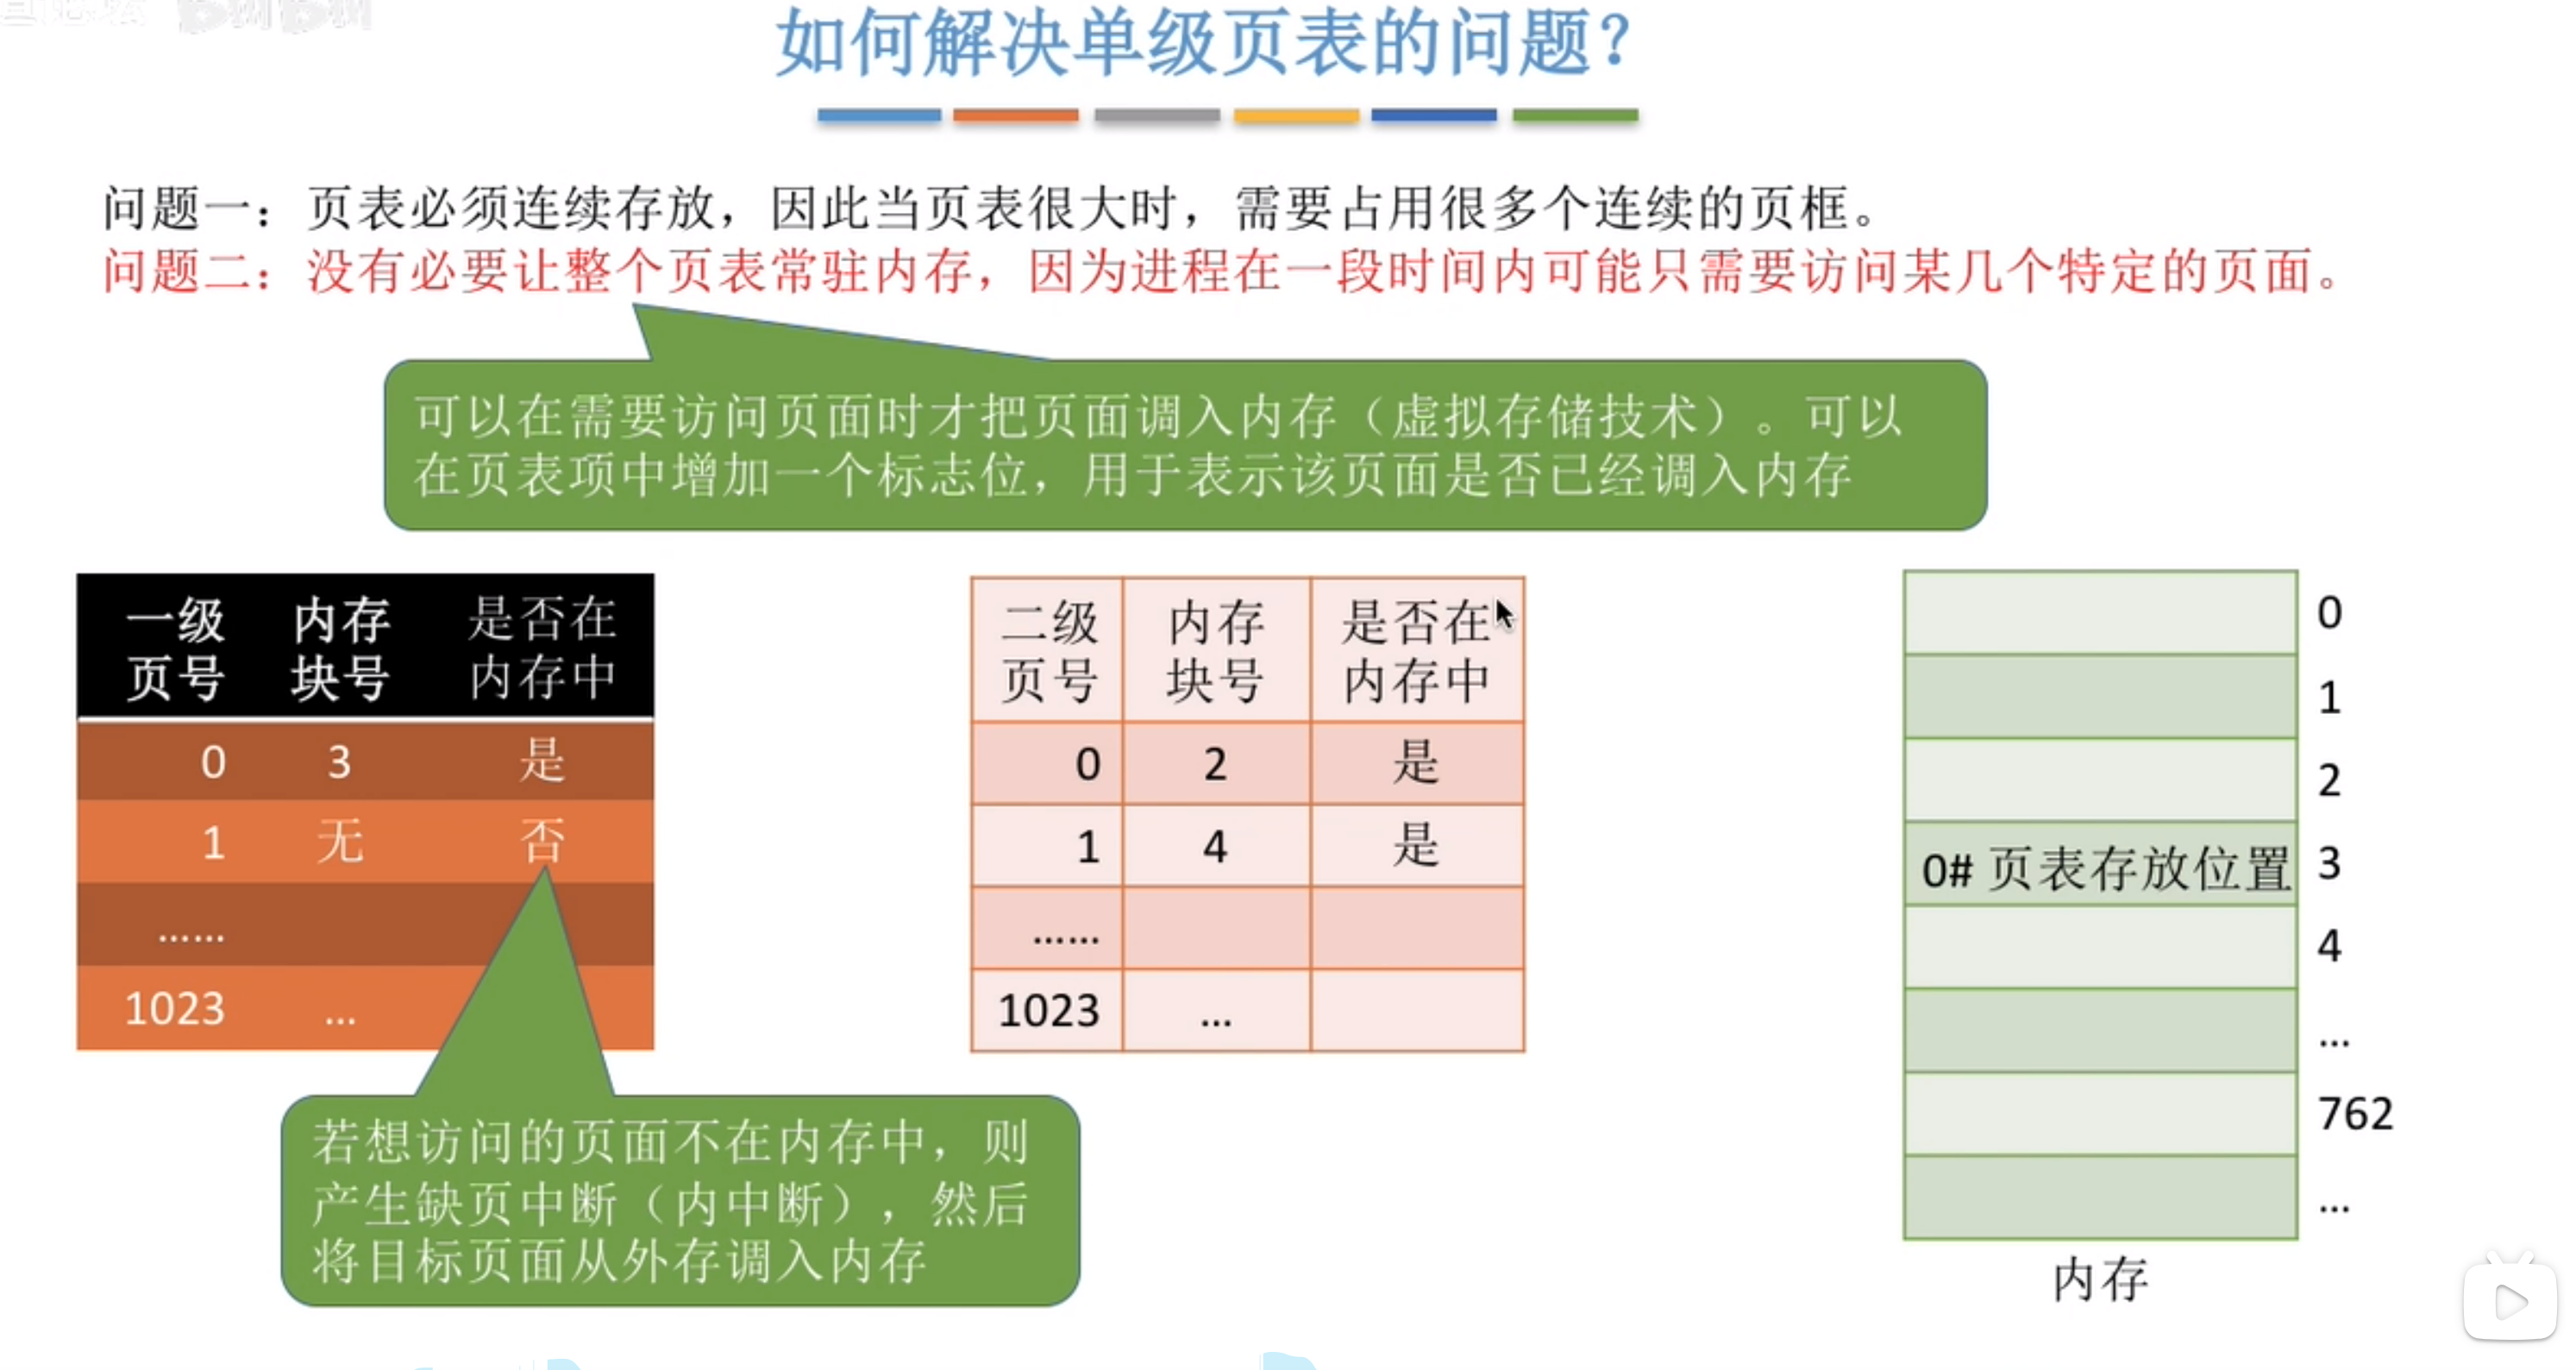 如何解决单级页表的问题？
问题一：页表必须连续存放，因此当页表很大时，需要占用很多个连续的页框。
问题二：没有必要让整个页表常驻内存，因为进程在一段时间内可能只需要访问某几个特定的页面。
可以在需要访问页面时才把页面调入内存（虚拟存储技术）。可以
在页表项中增加一个标志位，用于表示该页面是否已经调入内存
一级 内存 是否在
页号 块号 内存中
0 3 是
1 无 否
……
1023 ...
若想访问的页面不在内存中，则
产生缺页中断（内中断），然后
将目标页面从外存调入内存
二级 内存 是否在
页号 块号 内存中
0 2 是
1 4 是
……
1023 ...
0
1
2
0# 页表存放位置 3
4
...
762
...
内存